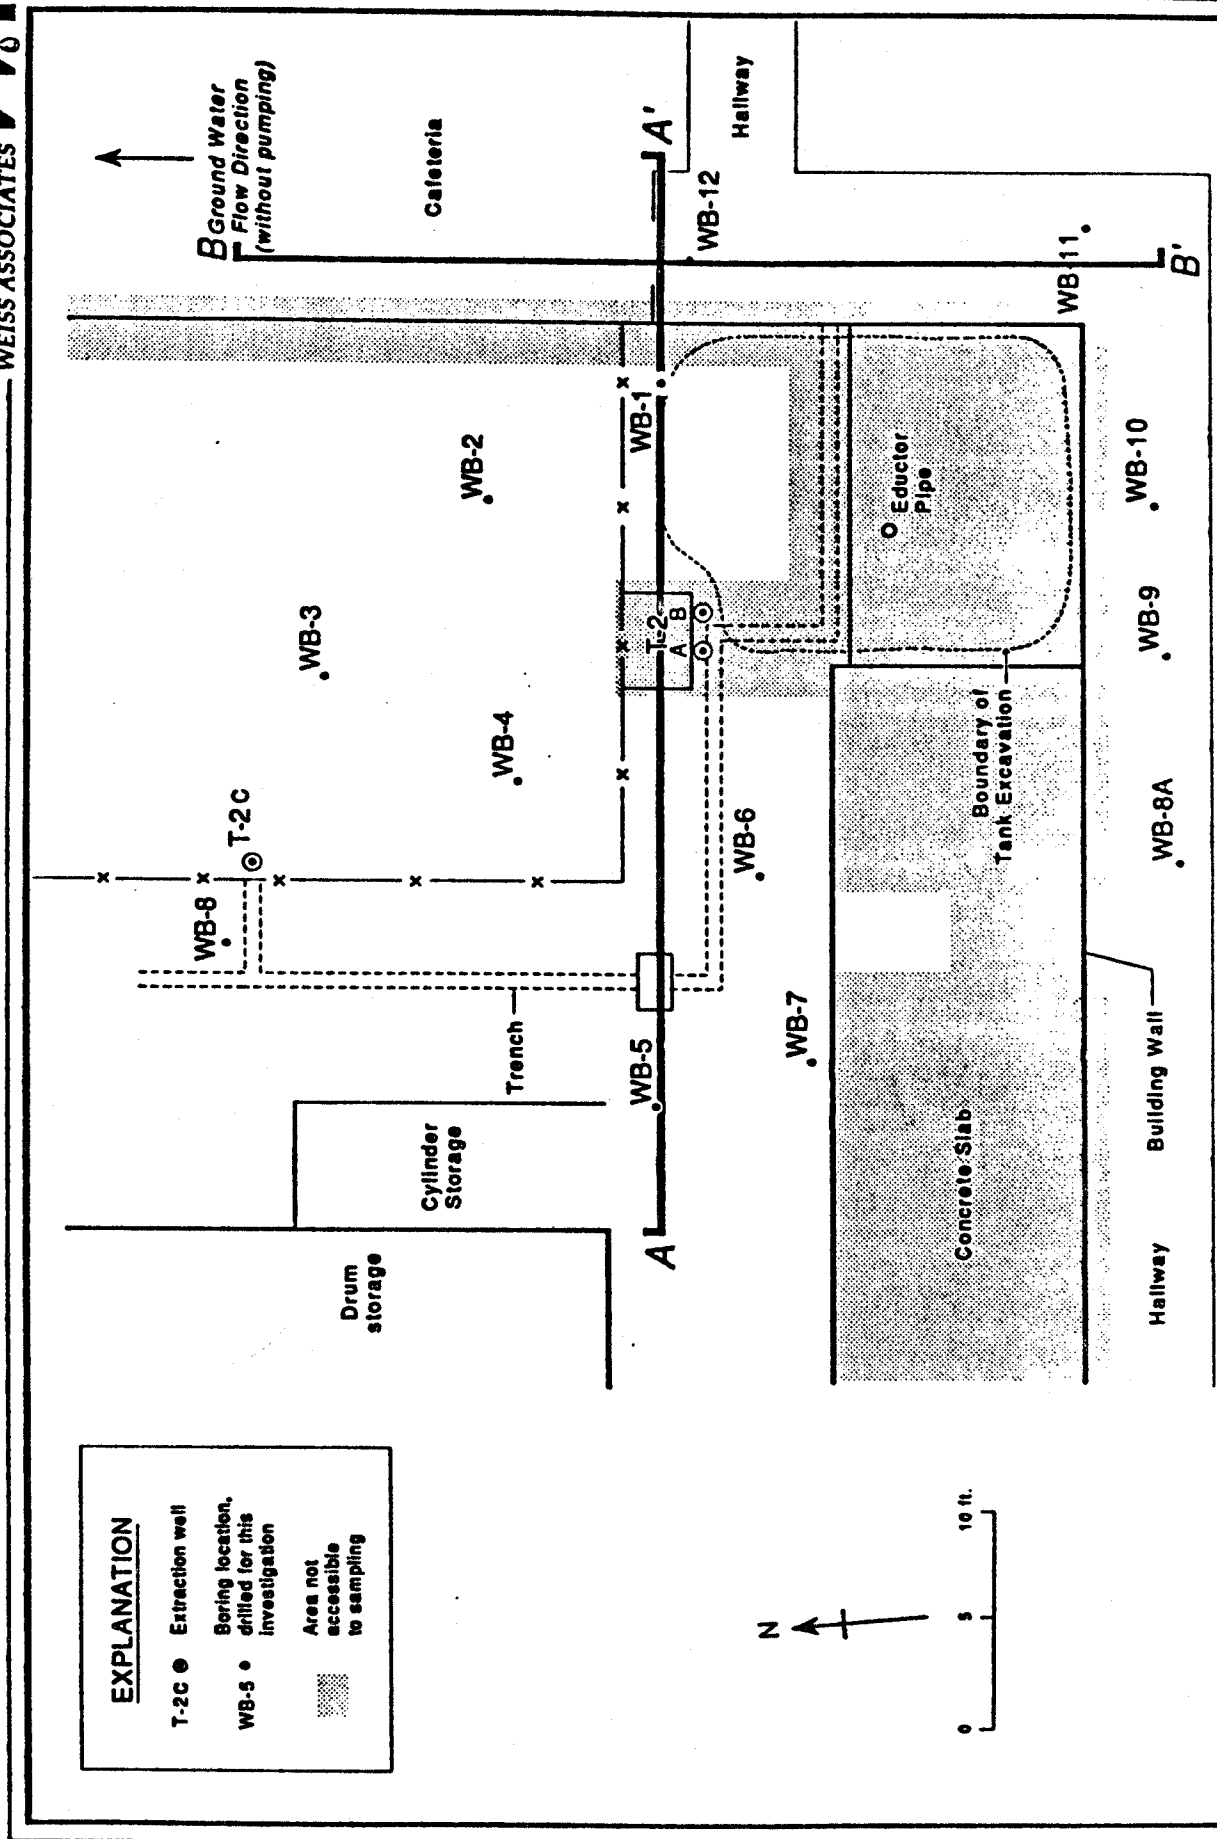 WEISS ASSOCIATES
B
Ground Water
Flow Direction
(without pumping)
Cafeteria
A'
Hallway
WB-12
WB-11
B'
WB-1
WB-2
WB-3
WB-4
T-2
A
B
Eductor
Pipe
WB-10
WB-9
WB-8A
Boundary of
Tank Excavation
T-2C
WB-8
WB-6
WB-7
WB-5
Trench
Cylinder
Storage
Drum
storage
A
Concrete Slab
Building Wall
Hallway
EXPLANATION
T-2C Extraction well
WB-5 Boring location,
drilled for this
investigation
Area not
accessible
to sampling
N
0 5 10 ft.
x x x x x x x x x